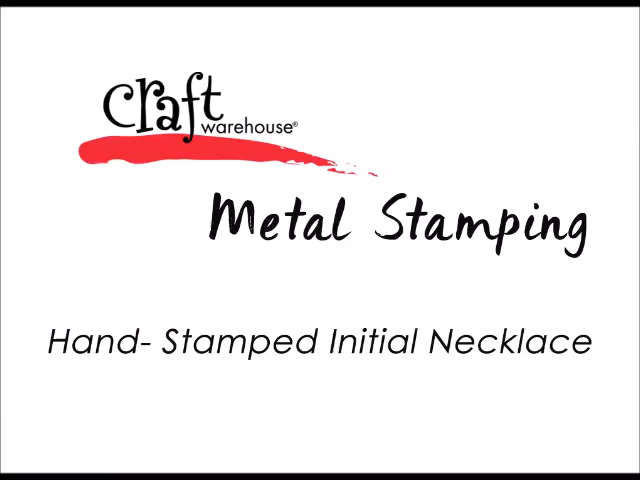 craft
warehouse®
Metal Stamping
Hand- Stamped Initial Necklace